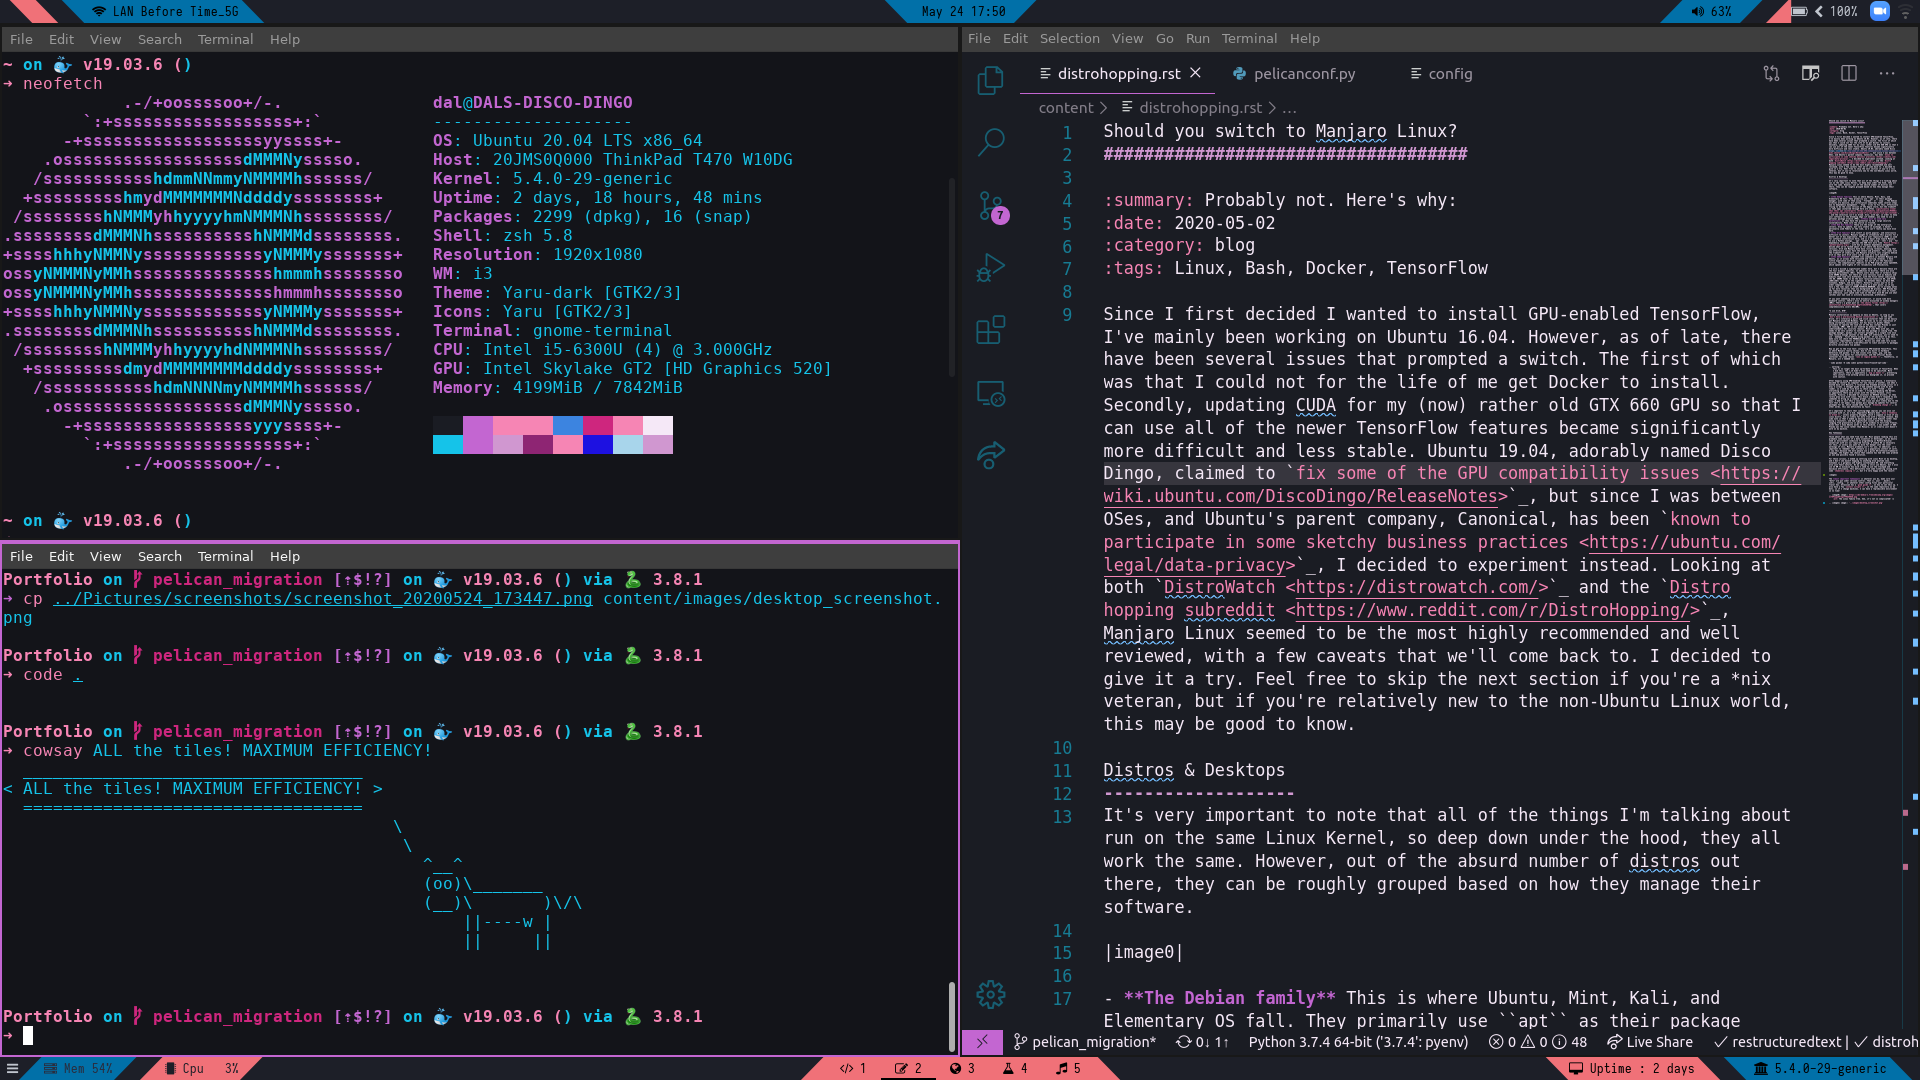 LAN Before Time_5G
May 24 17:50
63%
100%
File Edit View Search Terminal Help
~ on 🐳 v19.03.6 ()
➜ neofetch
.-/+oossssoo+/-.
`:+ssssssssssssssssss+:`
-+ssssssssssssssssssyyssss+-
.ossssssssssssssssssdMMMNysssso.
/ssssssssssshdmmNNmmyNMMMMhssssss/
+ssssssssshmydMMMMMMMNddddyssssssss+
/sssssssshNMMMyhhyyyyhmNMMMNhssssssss/
.ssssssssdMMMNhsssssssssshNMMMdssssssss.
+sssshhhyNMMNyssssssssssssyNMMMysssssss+
ossyNMMMNyMMhsssssssssssssshmmmhssssssso
ossyNMMMNyMMhsssssssssssssshmmmhssssssso
+sssshhhyNMMNyssssssssssssyNMMMysssssss+
.ssssssssdMMMNhsssssssssshNMMMdssssssss.
/sssssssshNMMMyhhyyyyhdNMMMNhssssssss/
+sssssssssdmydMMMMMMMMddddyssssssss+
/ssssssssssshdmNNNNmyNMMMMhssssss/
.ossssssssssssssssssdMMMNysssso.
-+sssssssssssssssssyyyssss+-
`:+ssssssssssssssssss+:`
.-/+oossssoo+/-.
dal@DALS-DISCO-DINGO
--------------------
OS: Ubuntu 20.04 LTS x86_64
Host: 20JMS0Q000 ThinkPad T470 W10DG
Kernel: 5.4.0-29-generic
Uptime: 2 days, 18 hours, 48 mins
Packages: 2299 (dpkg), 16 (snap)
Shell: zsh 5.8
Resolution: 1920x1080
WM: i3
Theme: Yaru-dark [GTK2/3]
Icons: Yaru [GTK2/3]
Terminal: gnome-terminal
CPU: Intel i5-6300U (4) @ 3.000GHz
GPU: Intel Skylake GT2 [HD Graphics 520]
Memory: 4199MiB / 7842MiB
~ on 🐳 v19.03.6 ()
File Edit View Search Terminal Help
Portfolio on pelican_migration [⇡$!?] on 🐳 v19.03.6 () via 🐍 3.8.1
➜ cp ../Pictures/screenshots/screenshot_20200524_173447.png content/images/desktop_screenshot.
png
Portfolio on pelican_migration [⇡$!?] on 🐳 v19.03.6 () via 🐍 3.8.1
➜ code .
Portfolio on pelican_migration [⇡$!?] on 🐳 v19.03.6 () via 🐍 3.8.1
➜ cowsay ALL the tiles! MAXIMUM EFFICIENCY!
__________________________________
< ALL the tiles! MAXIMUM EFFICIENCY! >
==================================
\
\
^__^
(oo)\_______
(__)\       )\/\
||----w |
||     ||
Portfolio on pelican_migration [⇡$!?] on 🐳 v19.03.6 () via 🐍 3.8.1
➜
File Edit Selection View Go Run Terminal Help
distrohopping.rst pelicanconf.py config
content > distrohopping.rst > ...
7
1 Should you switch to Manjaro Linux?
2 ####################################
3
4 :summary: Probably not. Here's why:
5 :date: 2020-05-02
6 :category: blog
7 :tags: Linux, Bash, Docker, TensorFlow
8
9 Since I first decided I wanted to install GPU-enabled TensorFlow,
I've mainly been working on Ubuntu 16.04. However, as of late, there
have been several issues that prompted a switch. The first of which
was that I could not for the life of me get Docker to install.
Secondly, updating CUDA for my (now) rather old GTX 660 GPU so that I
can use all of the newer TensorFlow features became significantly
more difficult and less stable. Ubuntu 19.04, adorably named Disco
Dingo, claimed to `fix some of the GPU compatibility issues <https://
wiki.ubuntu.com/DiscoDingo/ReleaseNotes>`_, but since I was between
OSes, and Ubuntu's parent company, Canonical, has been `known to
participate in some sketchy business practices <https://ubuntu.com/
legal/data-privacy>`_, I decided to experiment instead. Looking at
both `DistroWatch <https://distrowatch.com/>`_ and the `Distro
hopping subreddit <https://www.reddit.com/r/DistroHopping/>`_,
Manjaro Linux seemed to be the most highly recommended and well
reviewed, with a few caveats that we'll come back to. I decided to
give it a try. Feel free to skip the next section if you're a *nix
veteran, but if you're relatively new to the non-Ubuntu Linux world,
this may be good to know.
10
11 Distros & Desktops
12 -------------------
13 It's very important to note that all of the things I'm talking about
run on the same Linux Kernel, so deep down under the hood, they all
work the same. However, out of the absurd number of distros out
there, they can be roughly grouped based on how they manage their
software.
14
15 |image0|
16
17 - **The Debian family** This is where Ubuntu, Mint, Kali, and
Elementary OS fall. They primarily use ``apt`` as their package
pelican_migration* 0↓ 1↑ Python 3.7.4 64-bit ('3.7.4': pyenv) 0 0 48 Live Share ✓ restructuredtext | ✓ distroh
Mem 54% Cpu 3%
</> 1 2 3 4 5
Uptime : 2 days 5.4.0-29-generic